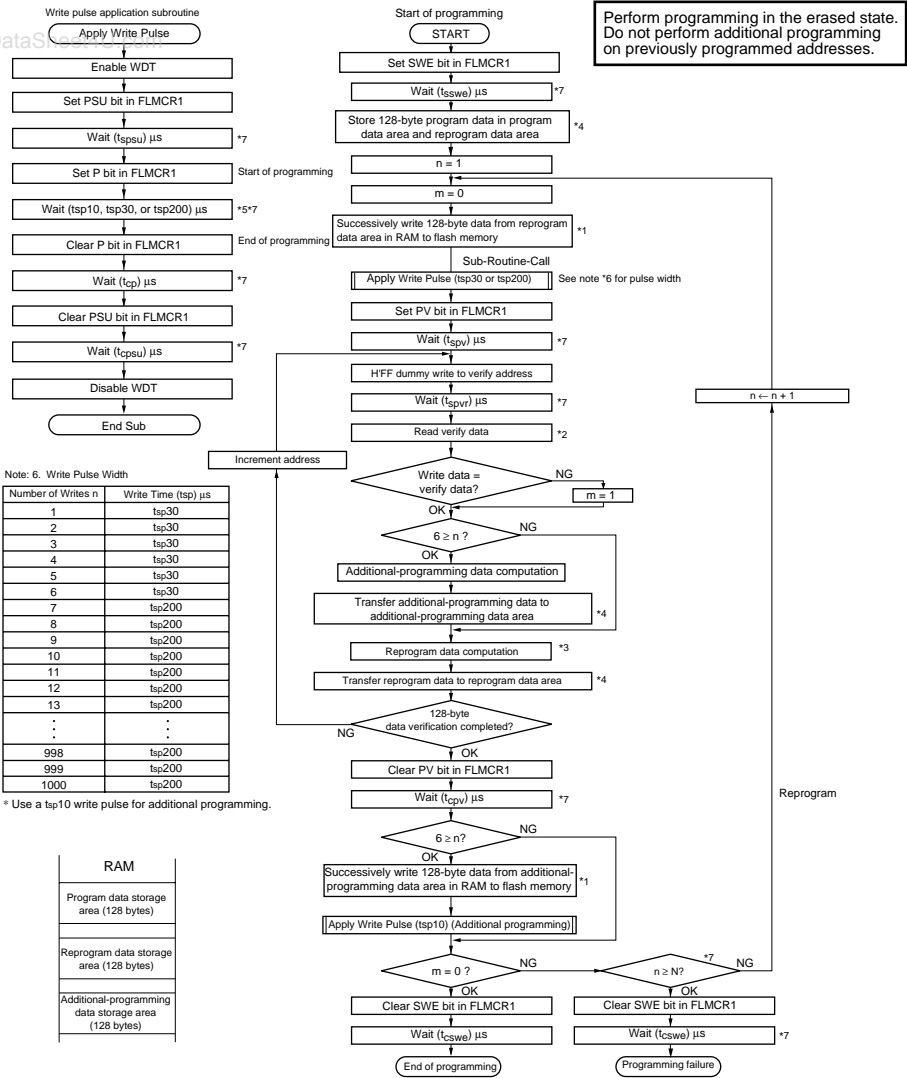 Write pulse application subroutine
Apply Write Pulse
Enable WDT
Set PSU bit in FLMCR1
Wait (tspsu) µs
*7
Set P bit in FLMCR1
Start of programming
Wait (tsp10, tsp30, or tsp200) µs
*5*7
Clear P bit in FLMCR1
End of programming
Wait (tcp) µs
*7
Clear PSU bit in FLMCR1
Wait (tcpsu) µs
*7
Disable WDT
End Sub
Note: 6. Write Pulse Width
Number of Writes n Write Time (tsp) µs
1 tsp30
2 tsp30
3 tsp30
4 tsp30
5 tsp30
6 tsp30
7 tsp200
8 tsp200
9 tsp200
10 tsp200
11 tsp200
12 tsp200
13 tsp200
998 tsp200
999 tsp200
1000 tsp200
* Use a tsp10 write pulse for additional programming.
RAM
Program data storage
area (128 bytes)
Reprogram data storage
area (128 bytes)
Additional-programming
data storage area
(128 bytes)
Start of programming
START
Set SWE bit in FLMCR1
Wait (tsswe) µs
*7
Store 128-byte program data in program
data area and reprogram data area
*4
n = 1
m = 0
Successively write 128-byte data from reprogram
data area in RAM to flash memory
*1
Sub-Routine-Call
Apply Write Pulse (tsp30 or tsp200)
See note *6 for pulse width
Set PV bit in FLMCR1
Wait (tspv) µs
*7
H'FF dummy write to verify address
Wait (tspvr) µs
*7
Read verify data
*2
Increment address
Write data =
verify data?
NG
m = 1
OK
6 ≥ n ?
NG
OK
Additional-programming data computation
Transfer additional-programming data to
additional-programming data area
*4
Reprogram data computation
*3
Transfer reprogram data to reprogram data area
*4
128-byte
data verification completed?
NG
OK
Clear PV bit in FLMCR1
Wait (tcpv) µs
*7
6 ≥ n?
NG
OK
Successively write 128-byte data from additional-
programming data area in RAM to flash memory
*1
Apply Write Pulse (tsp10) (Additional programming)
m = 0 ?
NG
OK
Clear SWE bit in FLMCR1
Wait (tcswe) µs
End of programming
n ≥ N?
*7
NG
OK
Clear SWE bit in FLMCR1
Wait (tcswe) µs
*7
Programming failure
n ← n + 1
Reprogram
Perform programming in the erased state.
Do not perform additional programming
on previously programmed addresses.